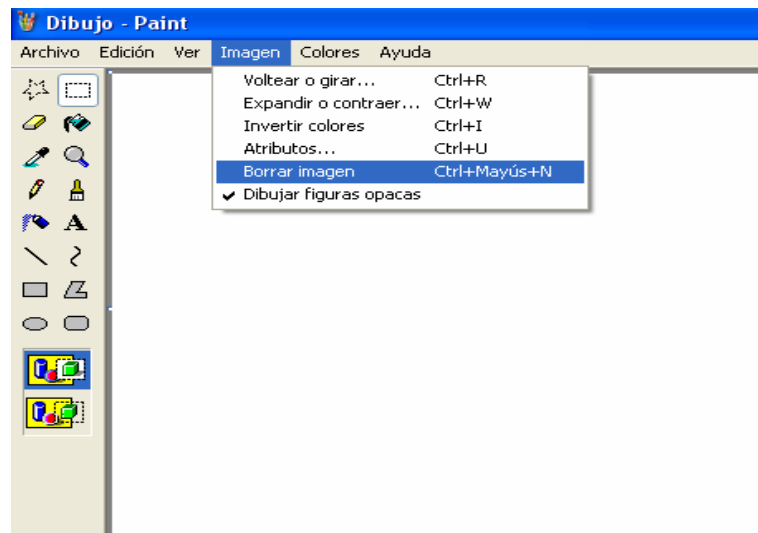 Dibujo - Paint
Archivo Edición Ver Imagen Colores Ayuda
Voltear o girar... Ctrl+R
Expandir o contraer... Ctrl+W
Invertir colores Ctrl+I
Atributos... Ctrl+U
Borrar imagen Ctrl+Mayús+N
Dibujar figuras opacas
A